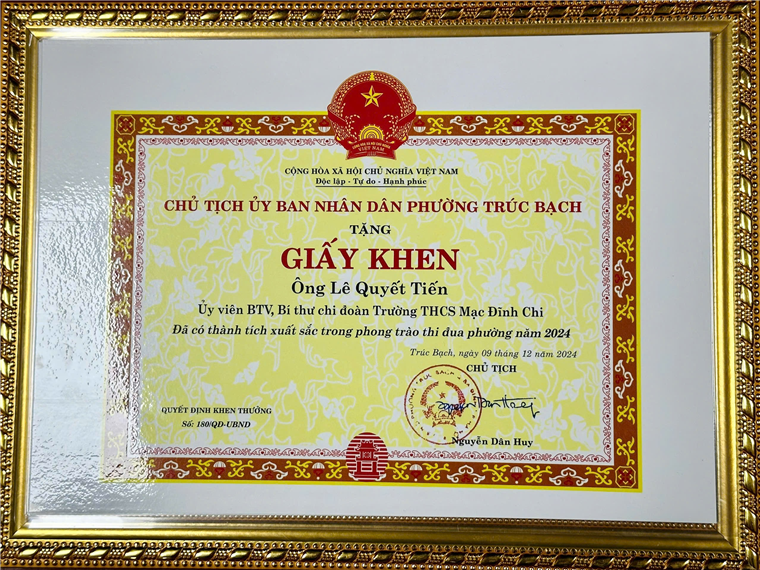 CỘNG HÒA XÃ HỘI CHỦ NGHĨA VIỆT NAM
Độc lập - Tự do - Hạnh phúc
CHỦ TỊCH ỦY BAN NHÂN DÂN PHƯỜNG TRÚC BẠCH
TẶNG
GIẤY KHEN
Ông Lê Quyết Tiến
Ủy viên BTV, Bí thư chi đoàn Trường THCS Mạc Đĩnh Chi
Đã có thành tích xuất sắc trong phong trào thi đua phường năm 2024
Trúc Bạch, ngày 09 tháng 12 năm 2024
CHỦ TỊCH
QUYẾT ĐỊNH KHEN THƯỞNG
Số: 180/QĐ-UBND
Nguyễn Dân Huy